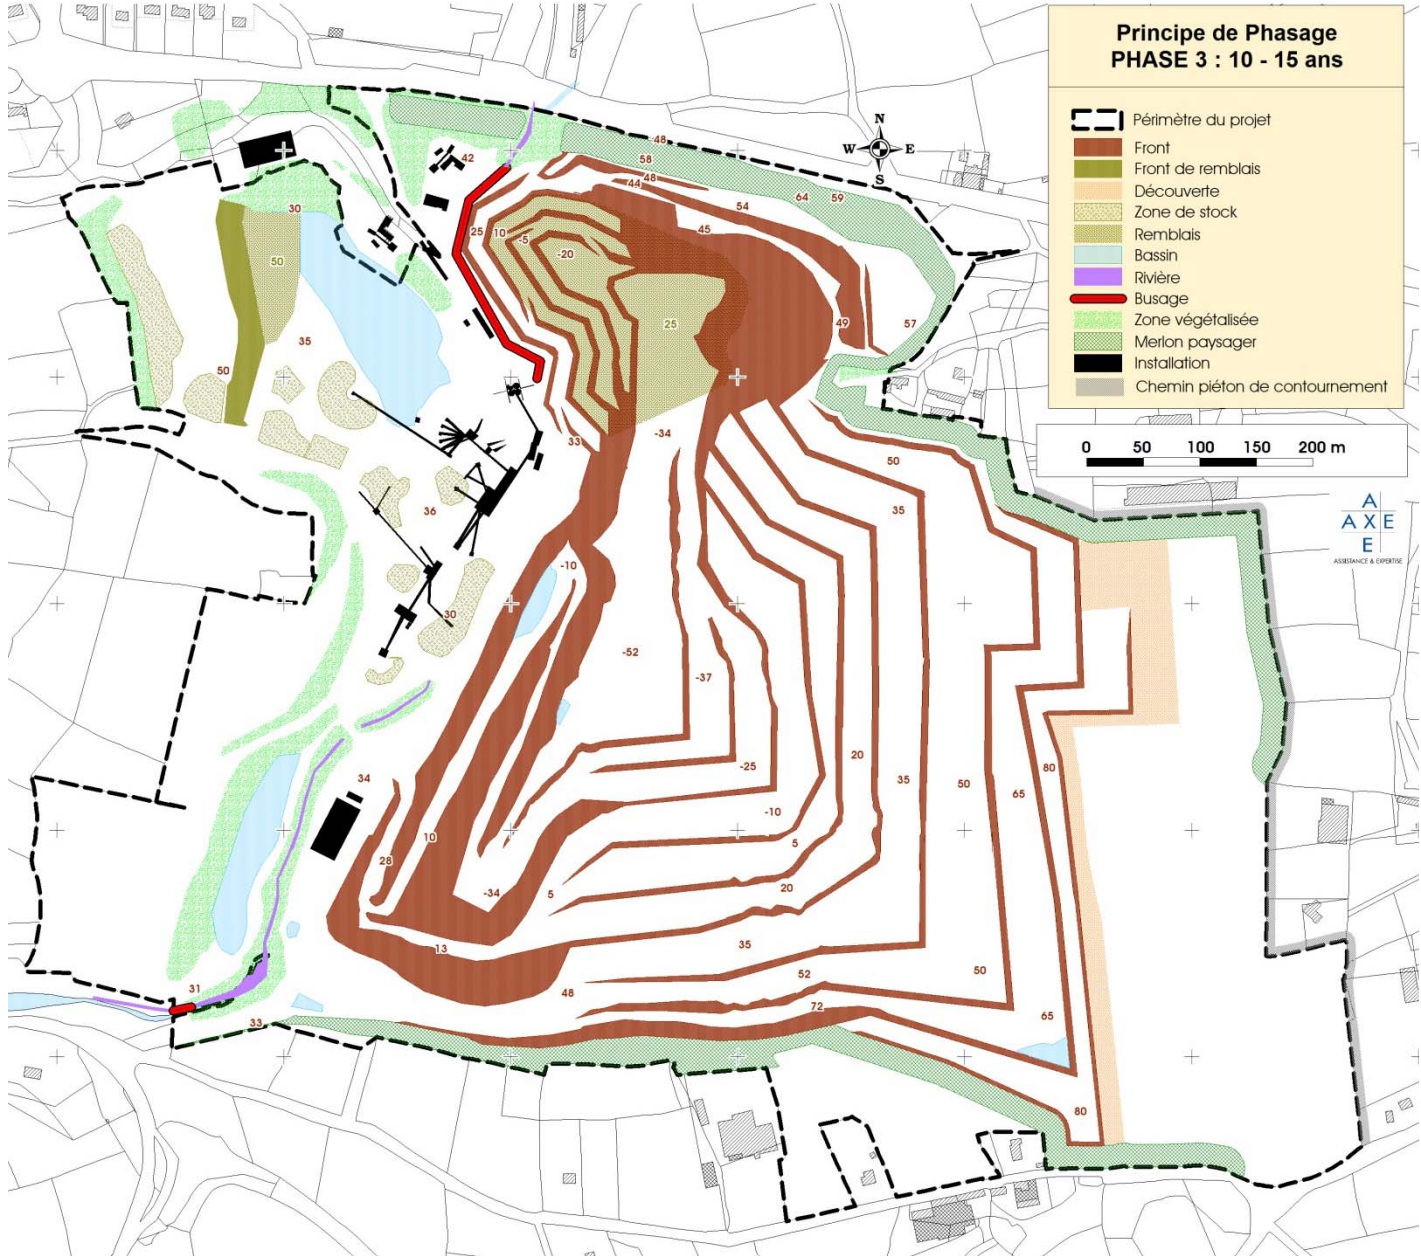 Principe de Phasage
PHASE 3 : 10 - 15 ans
Périmètre du projet
Front
Front de remblais
Découverte
Zone de stock
Remblais
Bassin
Rivière
Busage
Zone végétalisée
Merlon paysager
Installation
Chemin piéton de contournement
0 50 100 150 200 m
A
A X E
E
ASSISTANCE & EXPERTISE
N
W E
S
48
42
58
48
44
64
59
54
30
25
10
-5
45
-20
50
57
25
49
35
50
33
-34
50
35
36
-10
30
-52
-37
20
80
34
-25
35
50
65
-10
10
5
28
20
-34
5
13
35
52
50
31
48
72
65
33
80